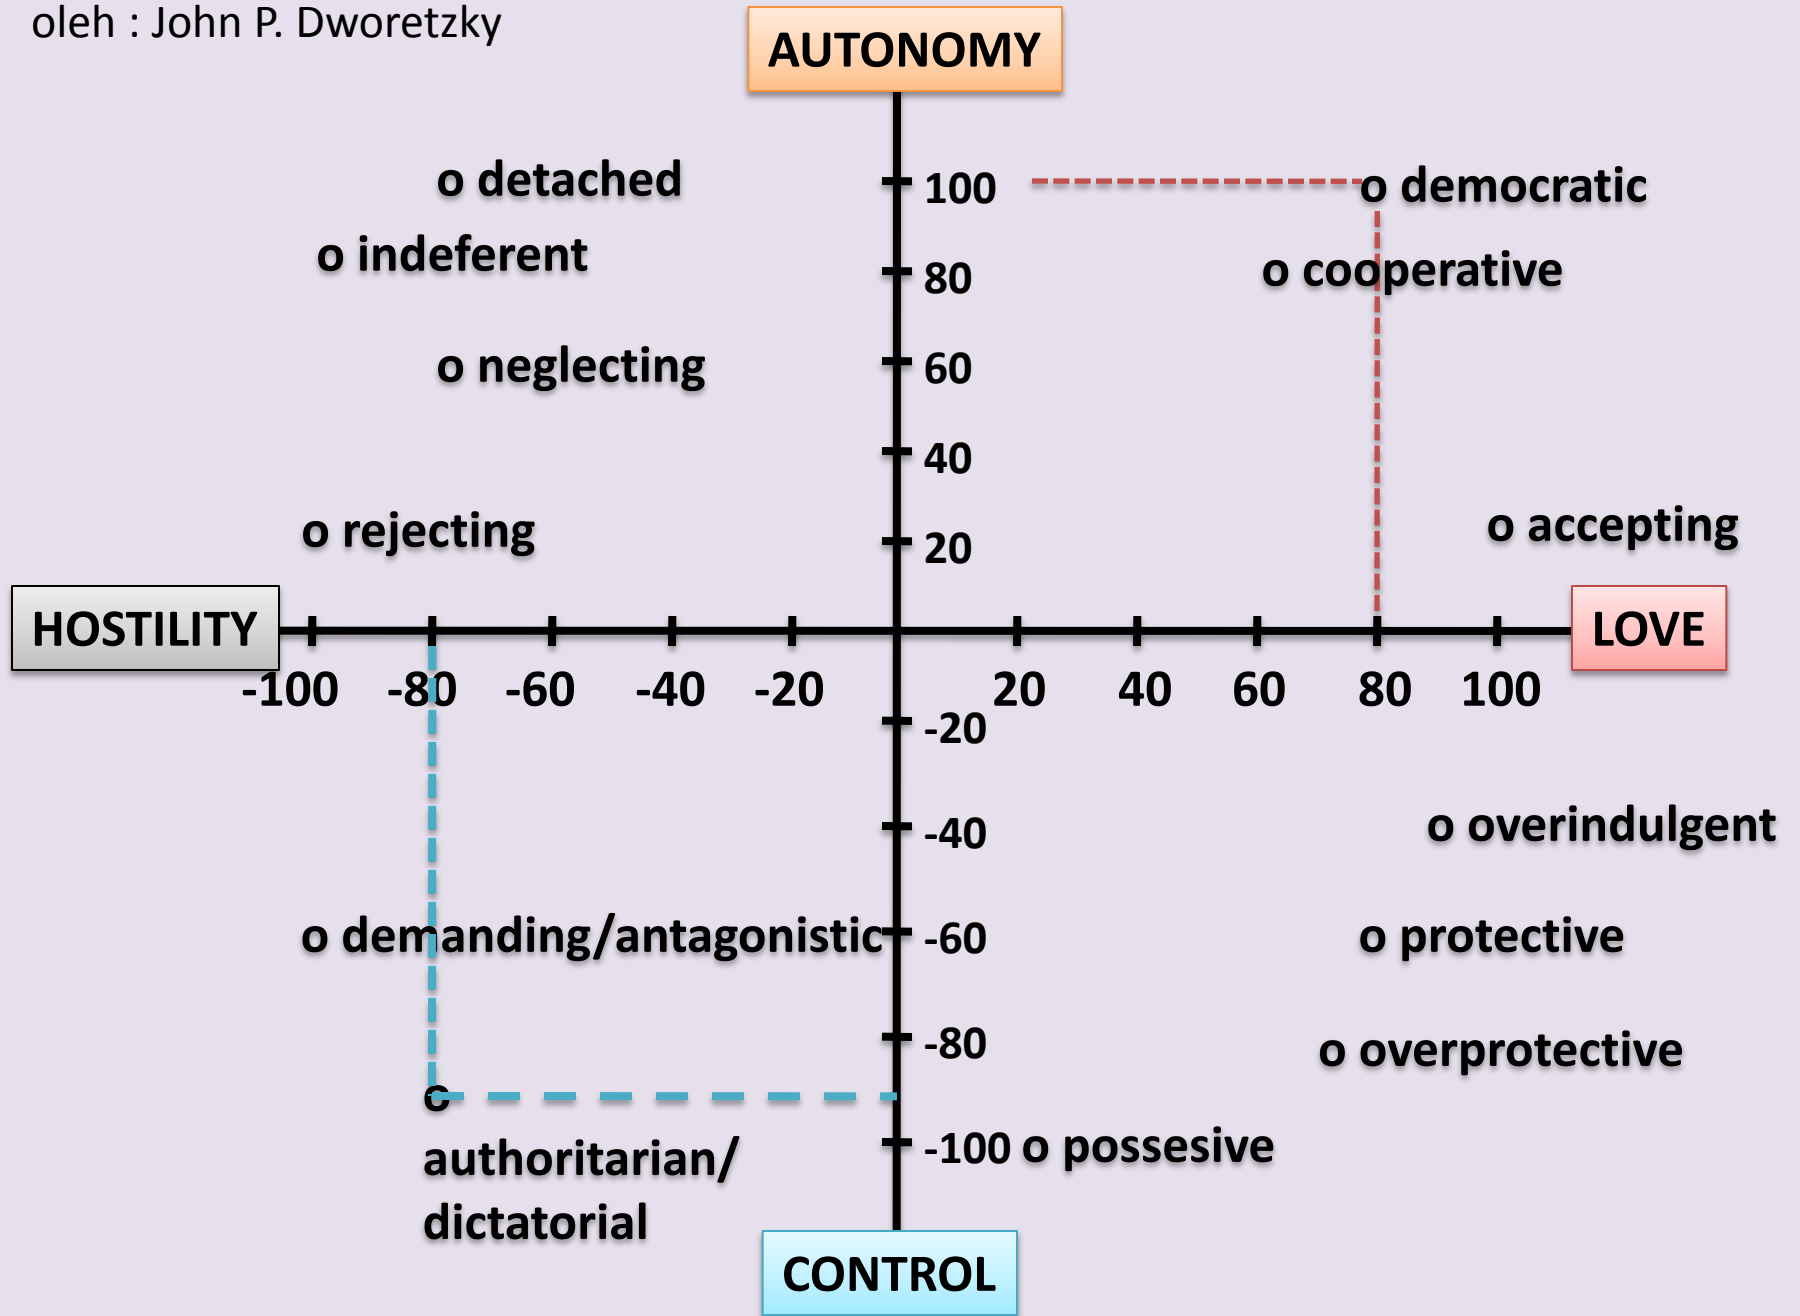 oleh : John P. Dworetzky
AUTONOMY
o detached
100
o democratic
o indeferent
80
o cooperative
o neglecting
60
40
o rejecting
20
o accepting
HOSTILITY
LOVE
-100 -80 -60 -40 -20 20 40 60 80 100
-20
-40
o overindulgent
o demanding/antagonistic
-60
o protective
-80
o overprotective
o
authoritarian/
dictatorial
-100
o possesive
CONTROL